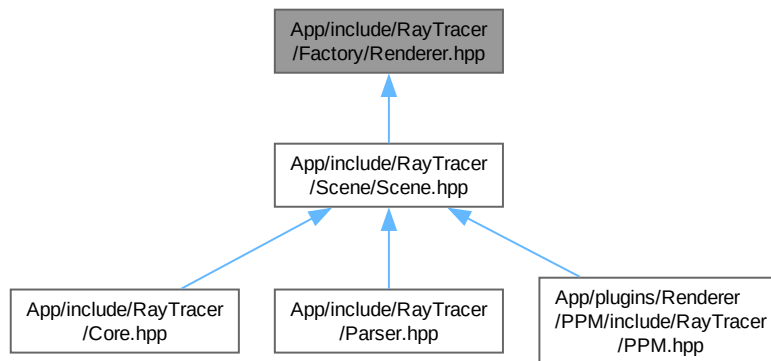 App/include/RayTracer
/Factory/Renderer.hpp
App/include/RayTracer
/Scene/Scene.hpp
App/include/RayTracer
/Core.hpp
App/include/RayTracer
/Parser.hpp
App/plugins/Renderer
/PPM/include/RayTracer
/PPM.hpp